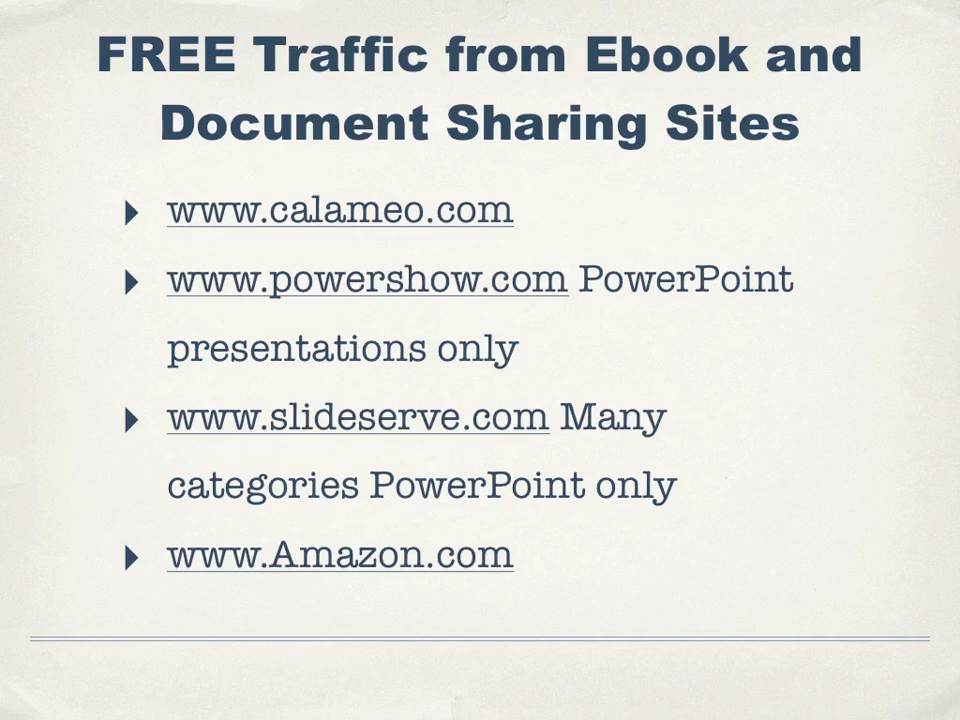 FREE Traffic from Ebook and
Document Sharing Sites
www.calameo.com
www.powershow.com PowerPoint
presentations only
www.slideserve.com Many
categories PowerPoint only
www.Amazon.com